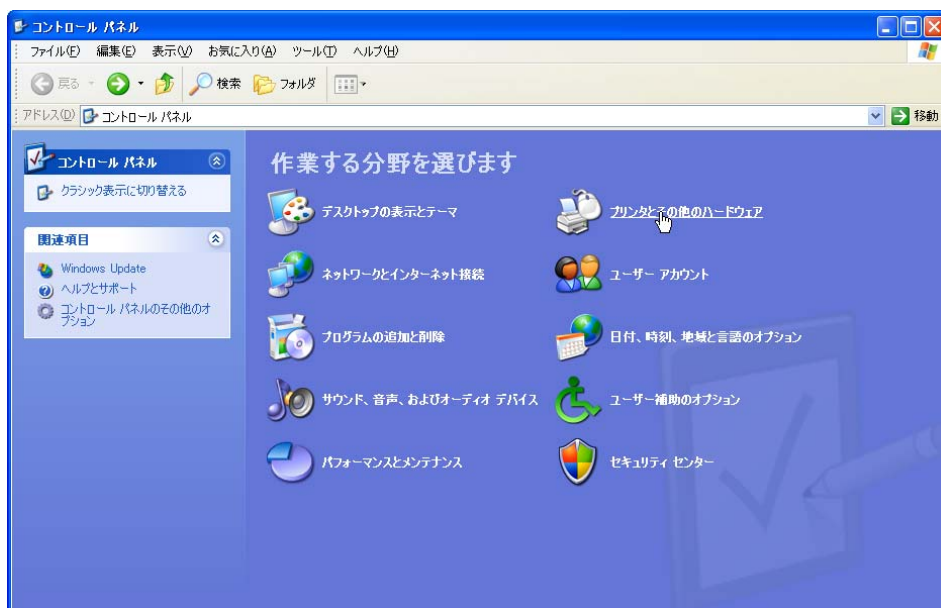 コントロール パネル
ファイル(F) 編集(E) 表示(V) お気に入り(A) ツール(T) ヘルプ(H)
戻る 検索 フォルダ
アドレス(D) コントロール パネル 移動
コントロール パネル
クラシック表示に切り替える
関連項目
Windows Update
ヘルプとサポート
コントロール パネルのその他のオ
プション
作業する分野を選びます
デスクトップの表示とテーマ
プリンタとその他のハードウェア
ネットワークとインターネット接続
ユーザー アカウント
プログラムの追加と削除
日付、時刻、地域と言語のオプション
サウンド、音声、およびオーディオ デバイス
ユーザー補助のオプション
パフォーマンスとメンテナンス
セキュリティ センター